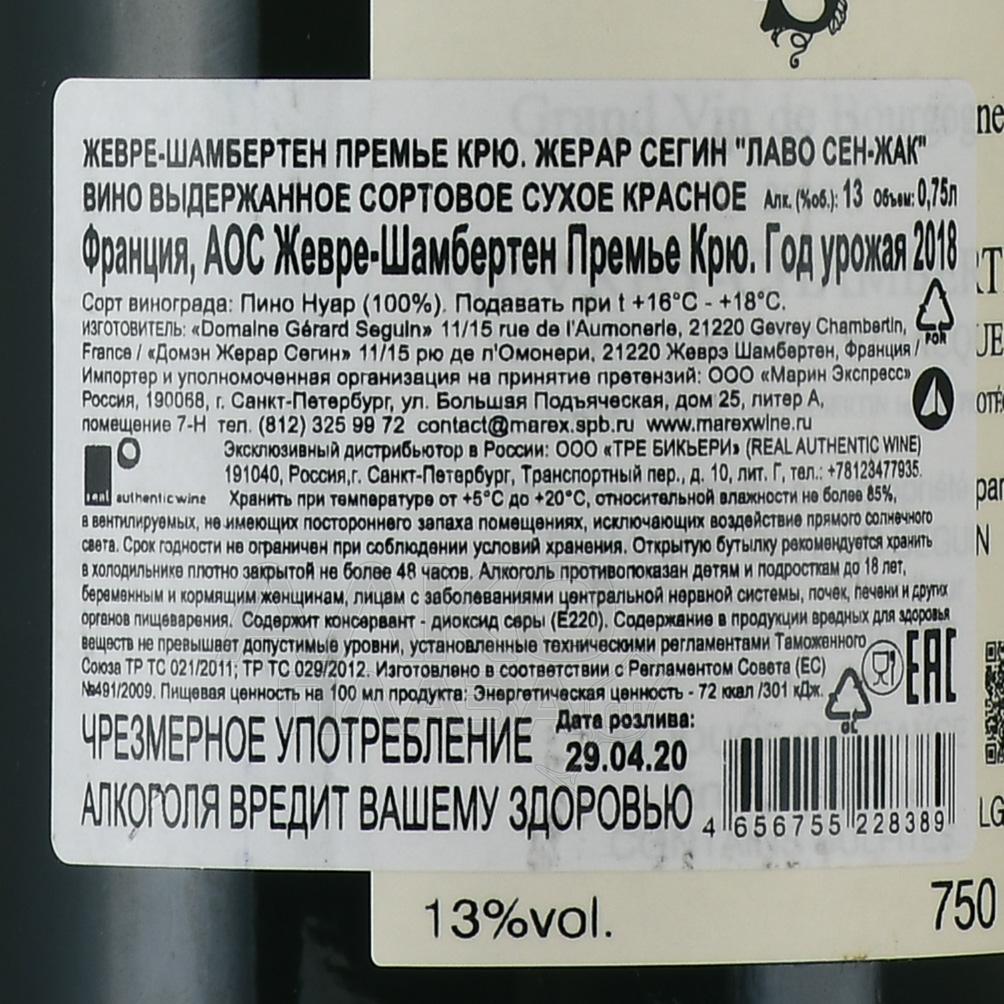 Grand Vin de Bourgogne
ЖЕВРЕ-ШАМБЕРТЕН ПРЕМЬЕ КРЮ. ЖЕРАР СЕГИН "ЛАВО СЕН-ЖАК"
ВИНО ВЫДЕРЖАННОЕ СОРТОВОЕ СУХОЕ КРАСНОЕ Алк. (%об.): 13 Объем: 0,75л
Франция, АОС Жевре-Шамбертен Премье Крю. Год урожая 2018
Сорт винограда: Пино Нуар (100%). Подавать при t +16°C - +18°C.
ИЗГОТОВИТЕЛЬ: «Domaine Gérard Seguin» 11/15 rue de l'Aumonerie, 21220 Gevrey Chambertin,
France / «Домэн Жерар Сегин» 11/15 рю де л'Омонери, 21220 Жеврэ Шамбертен, Франция /
FOR
Импортер и уполномоченная организация на принятие претензий: ООО «Марин Экспресс»
Россия, 190068, г. Санкт-Петербург, ул. Большая Подъяческая, дом 25, литер А,
помещение 7-Н тел. (812) 325 99 72 contact@marex.spb.ru www.marexwine.ru
Эксклюзивный дистрибьютор в России: ООО «ТРЕ БИКЬЕРИ» (REAL AUTHENTIC WINE)
191040, Россия,г. Санкт-Петербург, Транспортный пер., д. 10, лит. Г, тел.: +78123477935.
real authentic wine
Хранить при температуре от +5°C до +20°C, относительной влажности не более 85%,
в вентилируемых, не имеющих постороннего запаха помещениях, исключающих воздействие прямого солнечного
света. Срок годности не ограничен при соблюдении условий хранения. Открытую бутылку рекомендуется хранить
в холодильнике плотно закрытой не более 48 часов. Алкоголь противопоказан детям и подросткам до 18 лет,
беременным и кормящим женщинам, лицам с заболеваниями центральной нервной системы, почек, печени и других
органов пищеварения. Содержит консервант - диоксид серы (E220). Содержание в продукции вредных для здоровья
веществ не превышает допустимые уровни, установленные техническими регламентами Таможенного
Союза ТР ТС 021/2011; ТР ТС 029/2012. Изготовлено в соответствии с Регламентом Совета (ЕС)
№491/2009. Пищевая ценность на 100 мл продукта: Энергетическая ценность - 72 ккал /301 кДж.
EAC
GL
ЧРЕЗМЕРНОЕ УПОТРЕБЛЕНИЕ
АЛКОГОЛЯ ВРЕДИТ ВАШЕМУ ЗДОРОВЬЮ
Дата розлива:
29.04.20
4 656755 228389
13%vol.
750